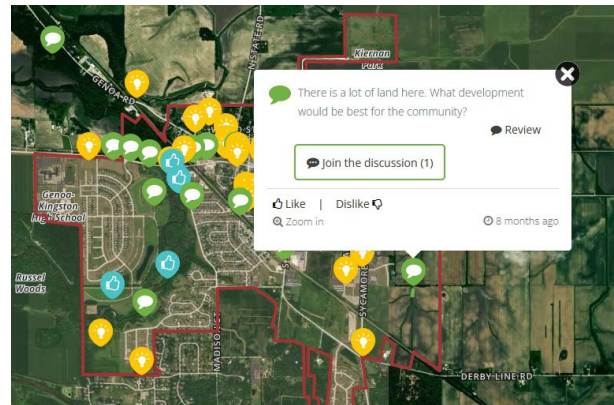 N STATE RD
Kiernan
Park
GENOA RD
There is a lot of land here. What development
would be best for the community?
Review
Join the discussion (1)
Like | Dislike
Zoom in
8 months ago
Genoa-
Kingston
High School
Russel
Woods
SYCAMORE
DERBY LINE RD